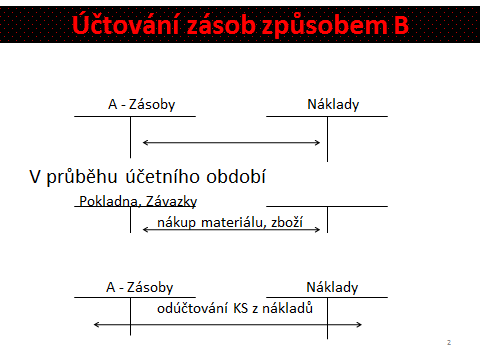 Účtování zásob způsobem B
A - Zásoby Náklady
V průběhu účetního období
Pokladna, Závazky
nákup materiálu, zboží
A - Zásoby Náklady
odúčtování KS z nákladů
2